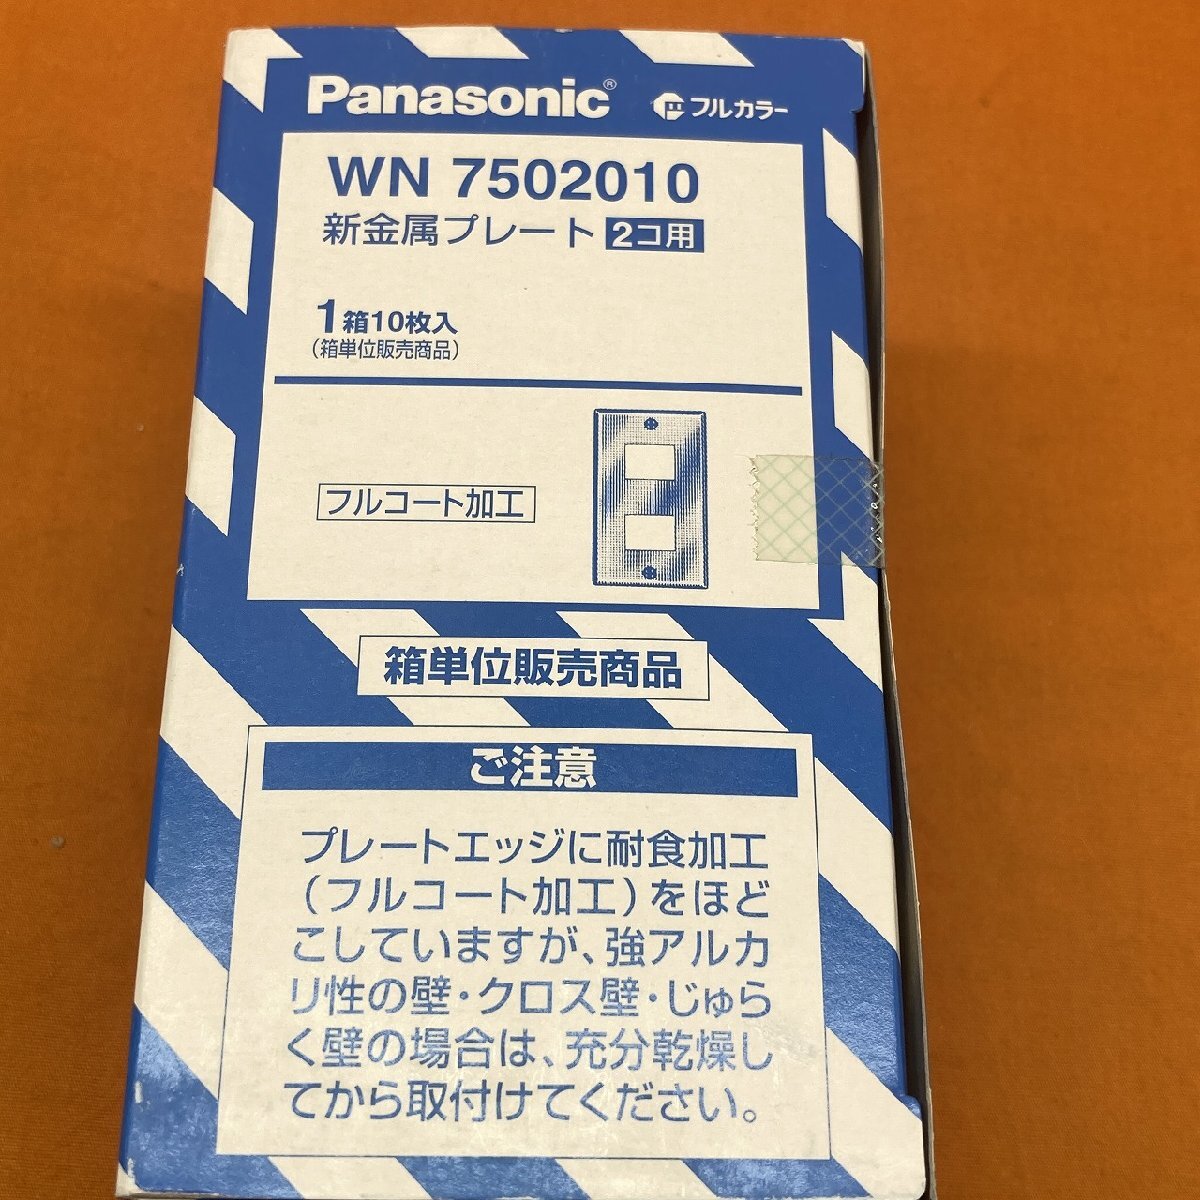 Panasonic® フルカラー
WN 7502010
新金属プレート 2コ用
1箱10枚入
(箱単位販売商品)
フルコート加工
箱単位販売商品
ご注意
プレートエッジに耐食加工
(フルコート加工)をほど
こしていますが、強アルカ
リ性の壁・クロス壁・じゅら
く壁の場合は、充分乾燥し
てから取付けてください。